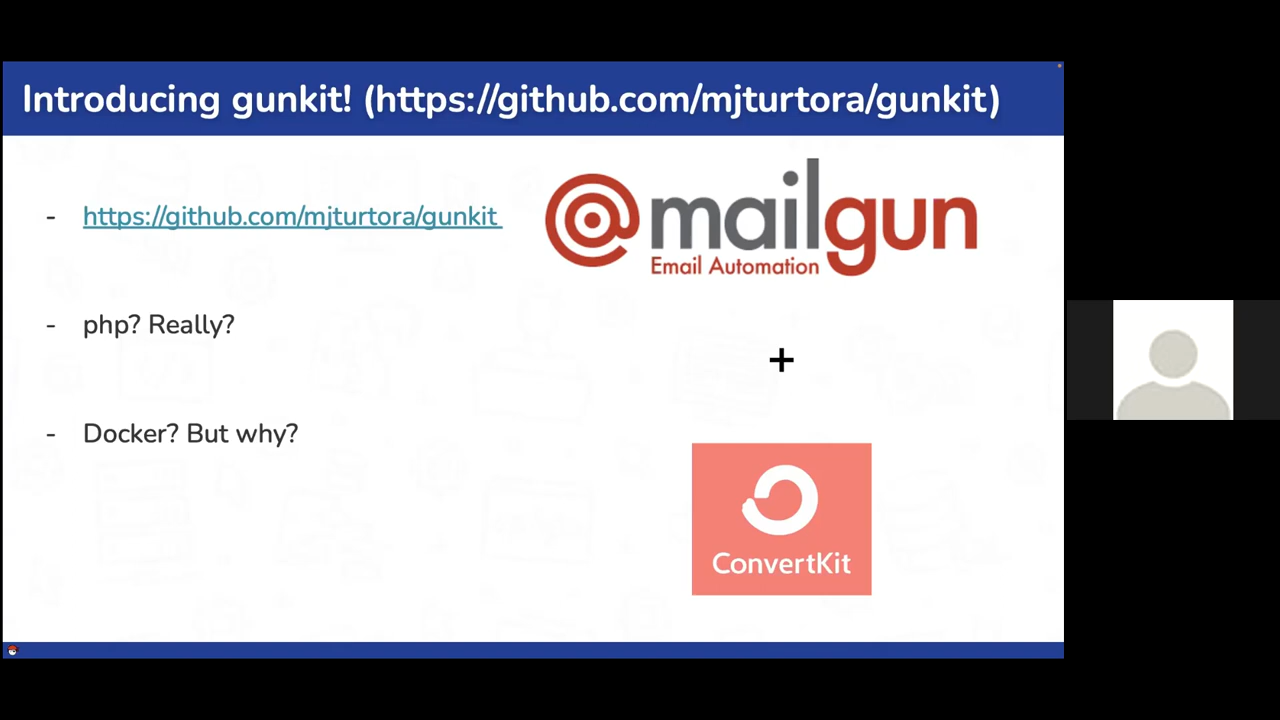 Introducing gunkit! (https://github.com/mjturtora/gunkit)
- https://github.com/mjturtora/gunkit
- php? Really?
- Docker? But why?
@mailgun
Email Automation
+
ConvertKit